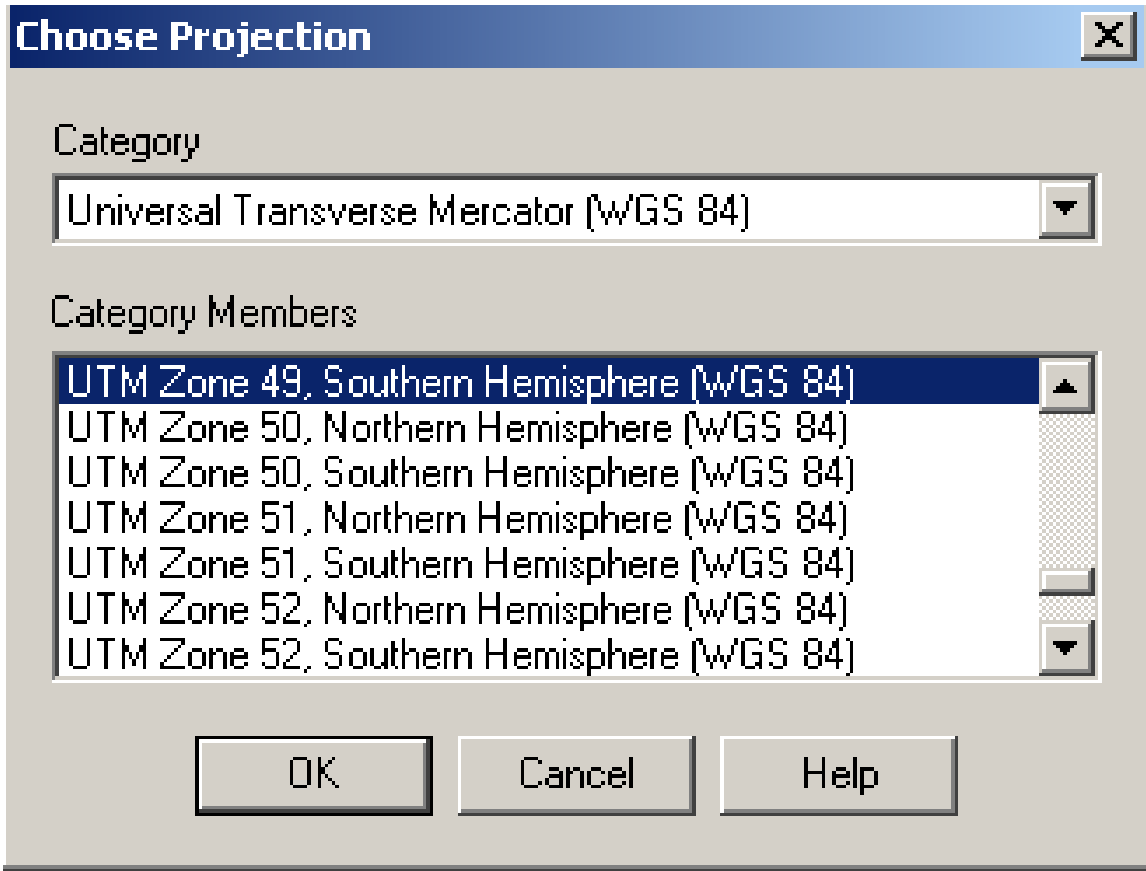 Choose Projection
Category
Universal Transverse Mercator (WGS 84)
Category Members
UTM Zone 49, Southern Hemisphere (WGS 84)
UTM Zone 50, Northern Hemisphere (WGS 84)
UTM Zone 50, Southern Hemisphere (WGS 84)
UTM Zone 51, Northern Hemisphere (WGS 84)
UTM Zone 51, Southern Hemisphere (WGS 84)
UTM Zone 52, Northern Hemisphere (WGS 84)
UTM Zone 52, Southern Hemisphere (WGS 84)
OK Cancel Help